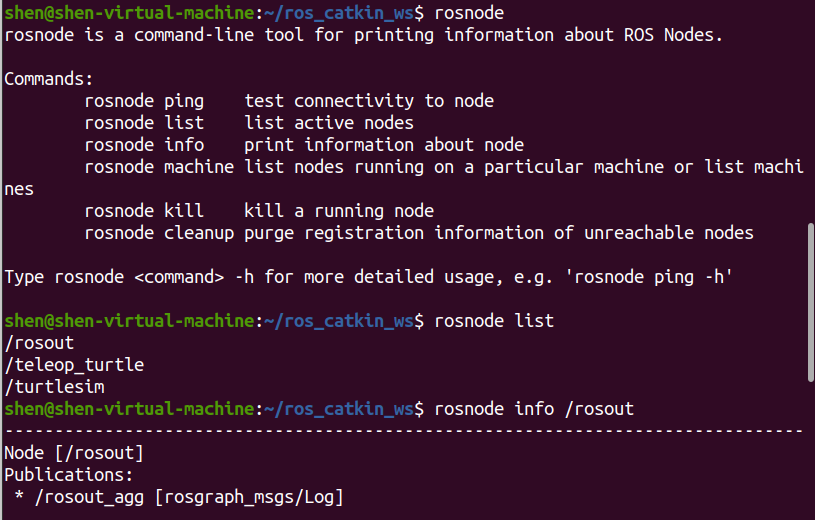 shen@shen-virtual-machine:~/ros_catkin_ws$ rosnode
rosnode is a command-line tool for printing information about ROS Nodes.
Commands:
rosnode ping    test connectivity to node
rosnode list    list active nodes
rosnode info    print information about node
rosnode machine list nodes running on a particular machine or list machi
nes
rosnode kill    kill a running node
rosnode cleanup purge registration information of unreachable nodes
Type rosnode <command> -h for more detailed usage, e.g. 'rosnode ping -h'
shen@shen-virtual-machine:~/ros_catkin_ws$ rosnode list
/rosout
/teleop_turtle
/turtlesim
shen@shen-virtual-machine:~/ros_catkin_ws$ rosnode info /rosout
--------------------------------------------------------------------------------
Node [/rosout]
Publications:
* /rosout_agg [rosgraph_msgs/Log]